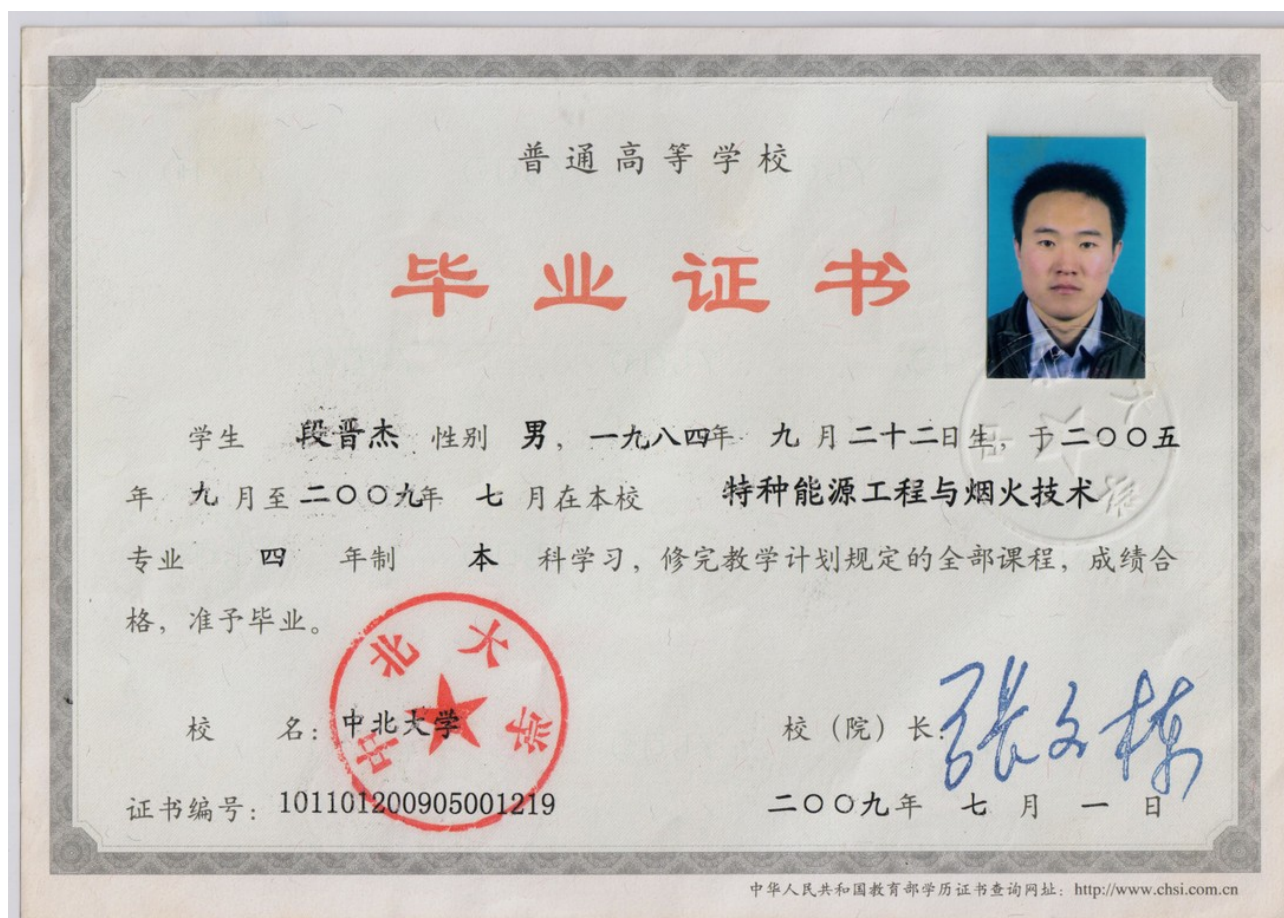 普通高等学校
毕业证书
学生 段晋杰 性别 男，一九八四年 九月二十二日生，于二〇〇五
年 九月至二〇〇九年 七月在本校 特种能源工程与烟火技术
专业 四 年制 本 科学习，修完教学计划规定的全部课程，成绩合
格，准予毕业。
中北大学
校 名：中北大学
校（院）长：张文栋
证书编号：101101200905001219
二〇〇九年 七月 一日
中华人民共和国教育部学历证书查询网址：http://www.chsi.com.cn